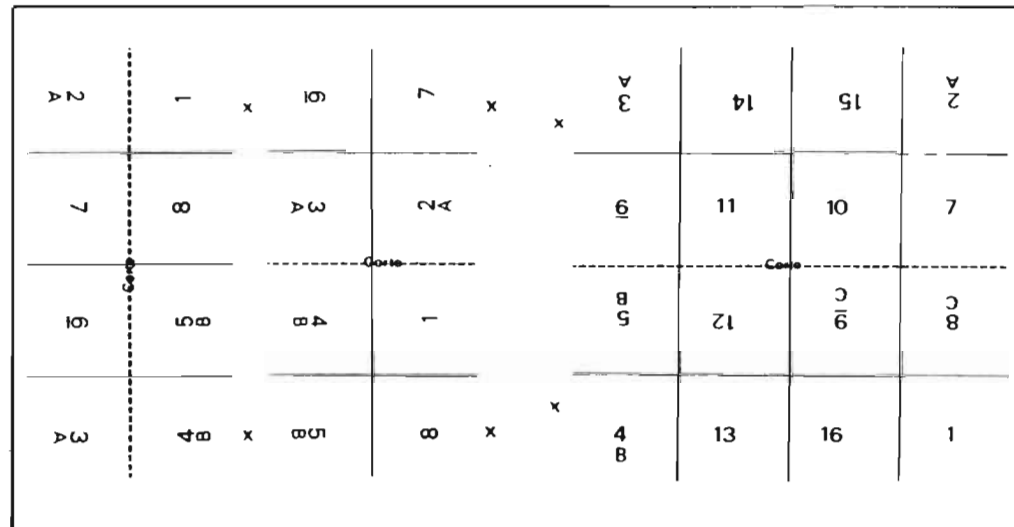 2 A 1 x
7 8
Corte
6 5 B
3 A 4 B x
6 7 x
3 A 2 A
Corte
4 B 1
5 B 8 x
x
3 A 14 15 2 A
6 11 10 7
Corte
5 B 12 9 C 8 C
x
4 B 13 16 1